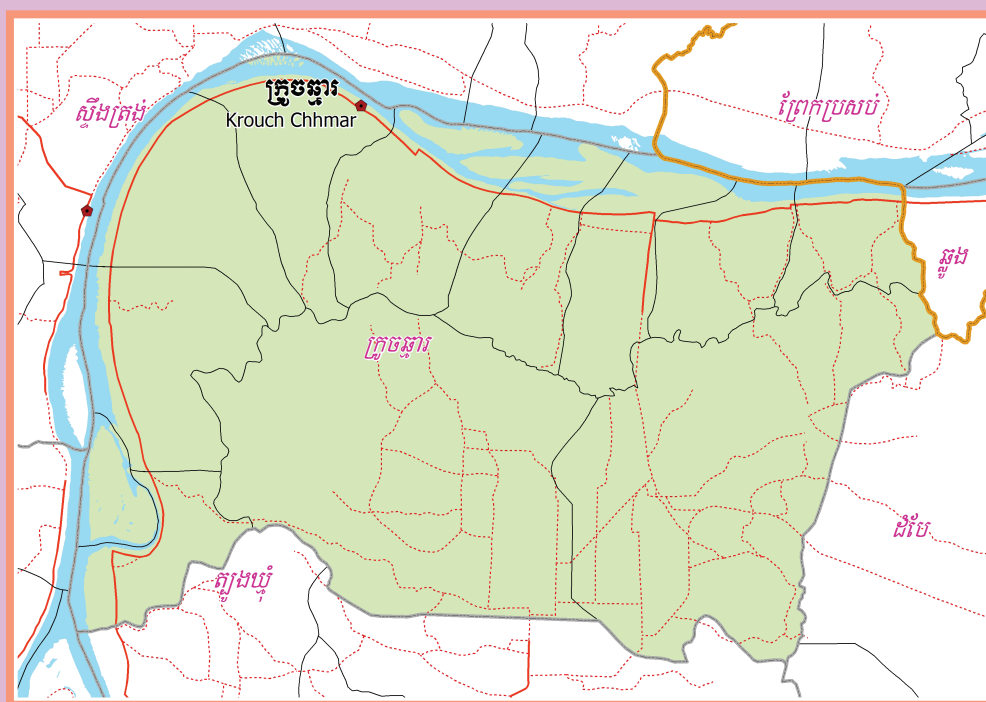 ក្រូចឆ្មារ
Krouch Chhmar
ស្ទឹងត្រង់
ព្រែកប្រសប់
ឆ្លូង
ក្រូចឆ្មារ
ដំបែ
ត្បូងឃ្មុំ